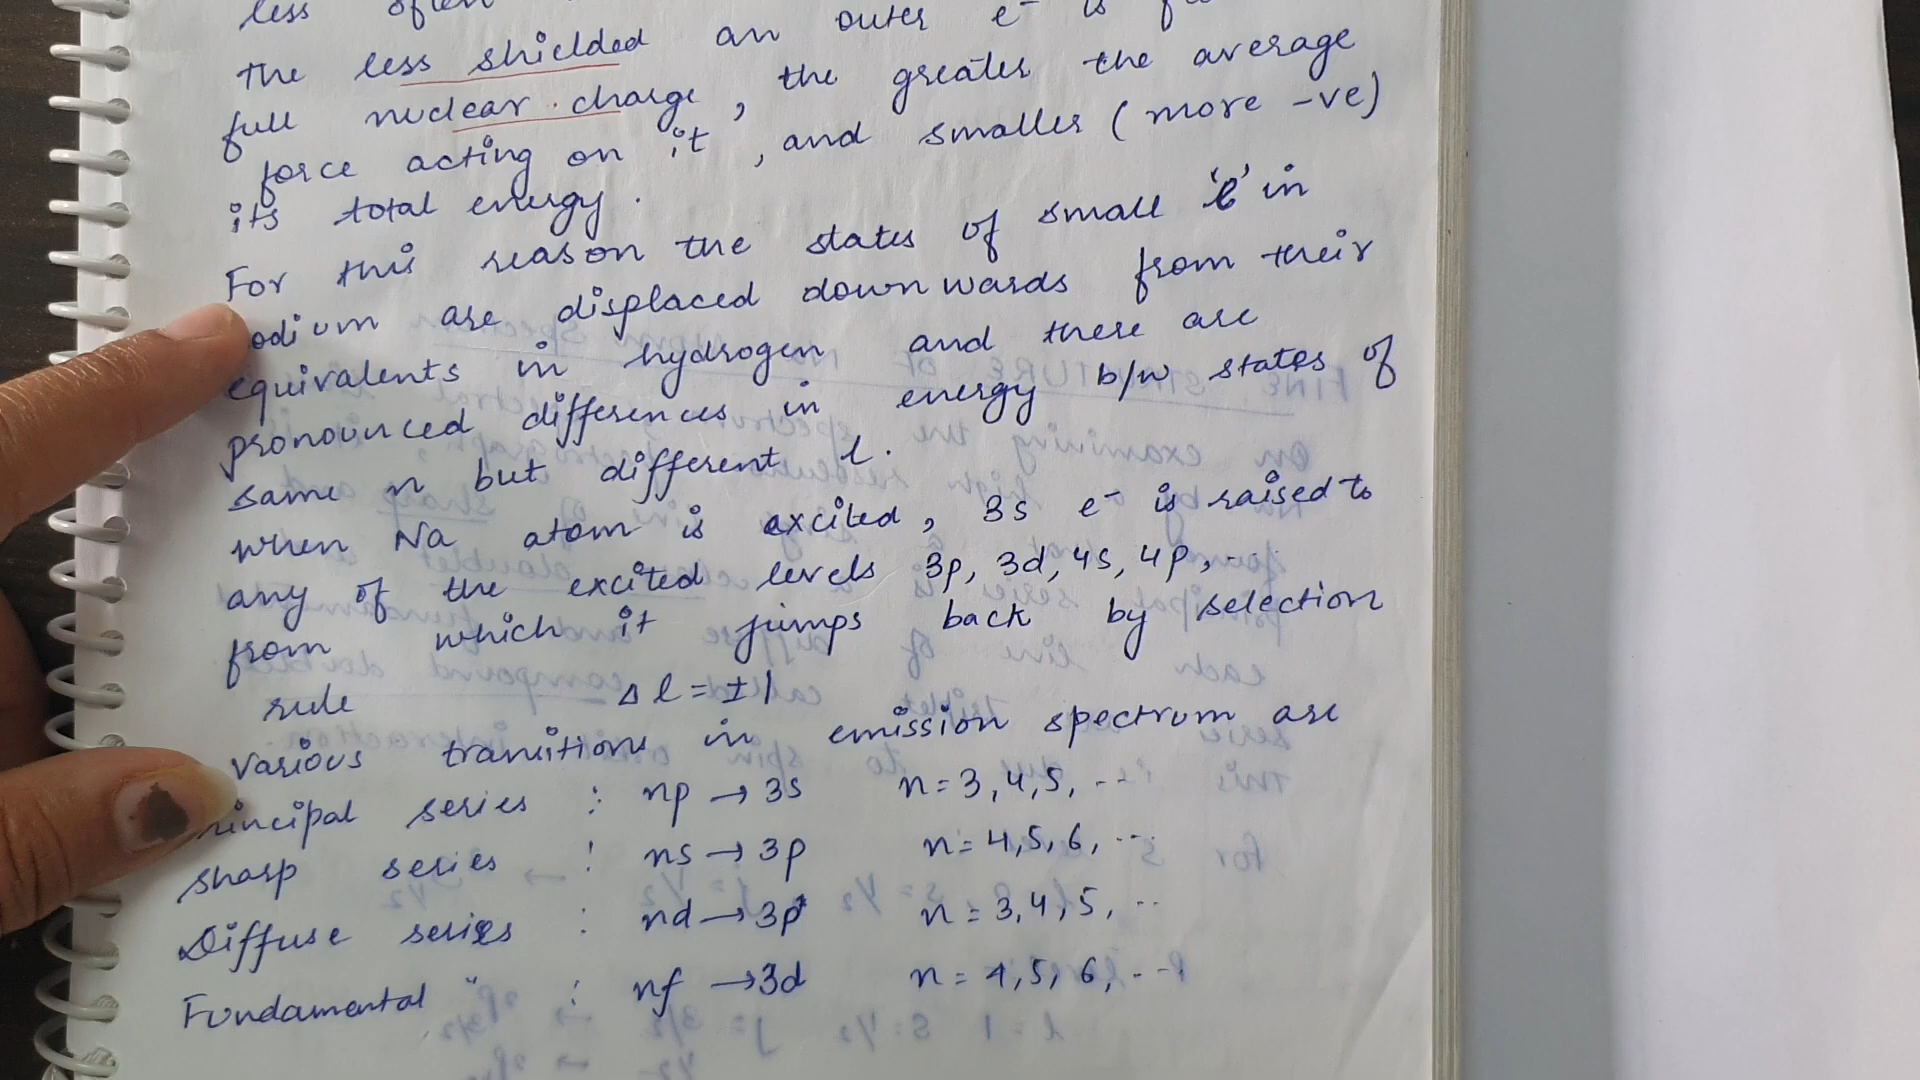 less often
The less shielded an outer e⁻ is
full nuclear charge, the greater the average
force acting on it, and smaller (more -ve)
its total energy.
For this reason the states of small 'l' in
sodium are displaced downwards from their
equivalents in hydrogen and there are
pronounced differences in energy b/w states of
same n but different l.
When Na atom is excited, 3s e⁻ is raised to
any of the excited levels 3p, 3d, 4s, 4p, ...
from which it jumps back by selection
rule Δl = ±1
Various transitions in emission spectrum are
Principal series : np → 3s n = 3, 4, 5, ...
Sharp series : ns → 3p n = 4, 5, 6, ...
Diffuse series : nd → 3p n = 3, 4, 5, ..
Fundamental " : nf → 3d n = 4, 5, 6, ...